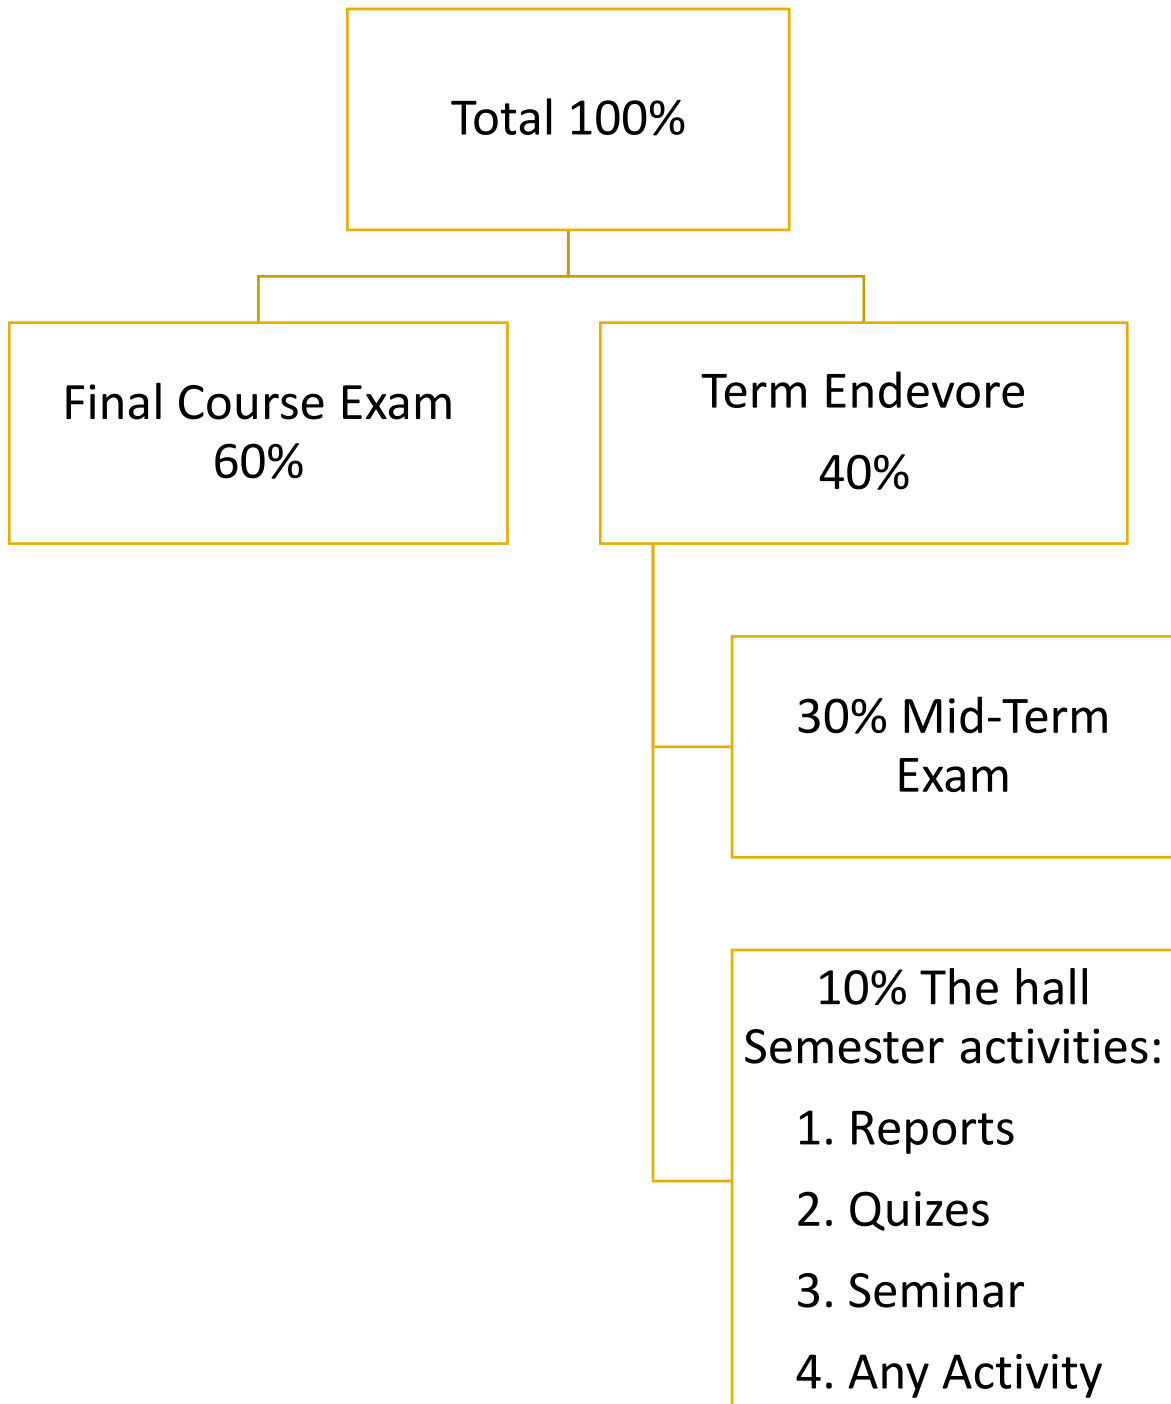 Total 100%
Final Course Exam
60%
Term Endevore
40%
30% Mid-Term
Exam
10% The hall
Semester activities:
1. Reports
2. Quizes
3. Seminar
4. Any Activity